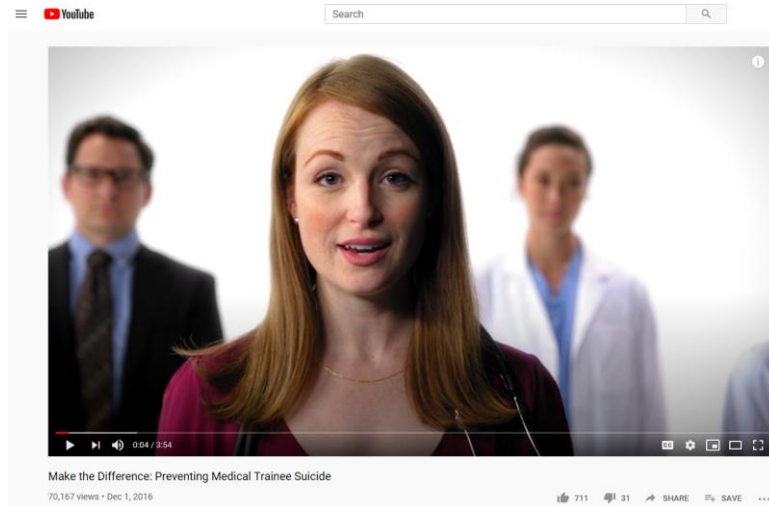 YouTube
Search
0:04 / 3:54
CC
Make the Difference: Preventing Medical Trainee Suicide
70,167 views • Dec 1, 2016
711 31 SHARE SAVE